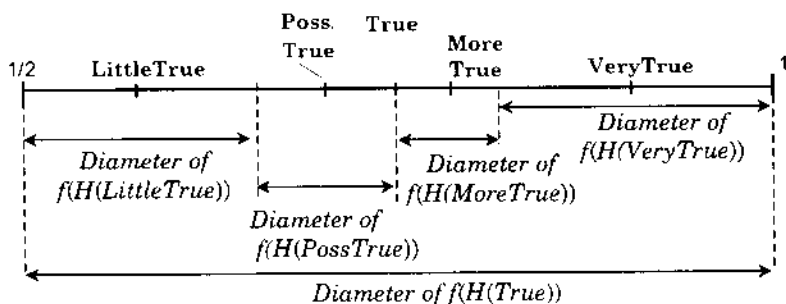 Poss. True
True
More
True
1/2 LittleTrue VeryTrue 1
Diameter of
f(H(LittleTrue))
Diameter of
f(H(PossTrue))
Diameter of
f(H(MoreTrue))
Diameter of
f(H(VeryTrue))
Diameter of f(H(True))